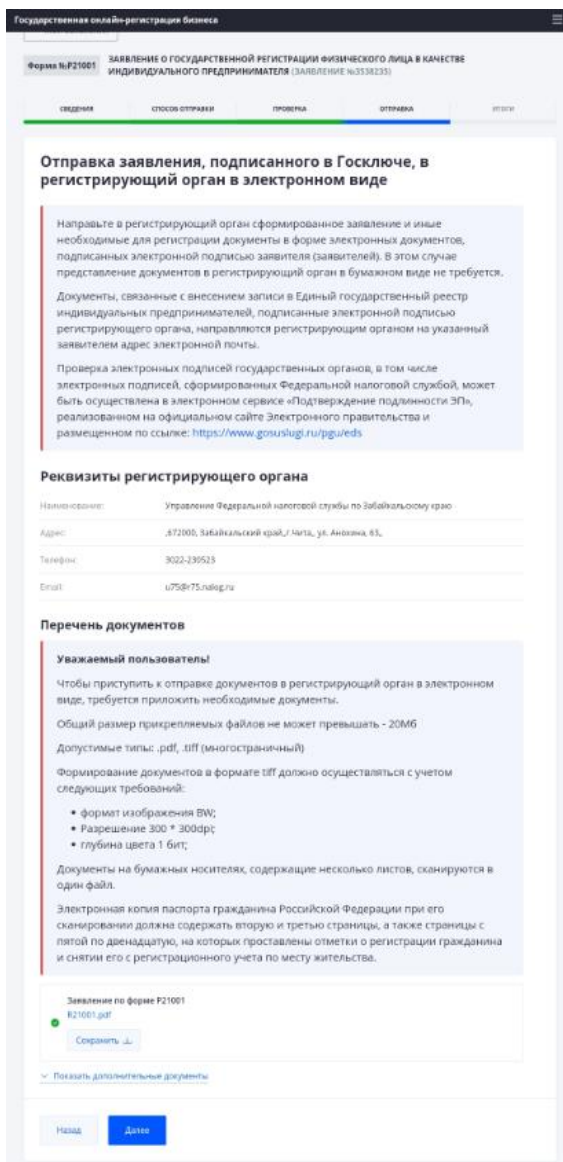 Государственная онлайн-регистрация бизнеса
Форма №Р21001
ЗАЯВЛЕНИЕ О ГОСУДАРСТВЕННОЙ РЕГИСТРАЦИИ ФИЗИЧЕСКОГО ЛИЦА В КАЧЕСТВЕ
ИНДИВИДУАЛЬНОГО ПРЕДПРИНИМАТЕЛЯ (ЗАЯВЛЕНИЕ №3538235)
СВЕДЕНИЯ СПОСОБ ОТПРАВКИ ПРОВЕРКА ОТПРАВКА ИТОГИ
Отправка заявления, подписанного в Госключе, в
регистрирующий орган в электронном виде
Направьте в регистрирующий орган сформированное заявление и иные
необходимые для регистрации документы в форме электронных документов,
подписанных электронной подписью заявителя (заявителей). В этом случае
представление документов в регистрирующий орган в бумажном виде не требуется.
Документы, связанные с внесением записи в Единый государственный реестр
индивидуальных предпринимателей, подписанные электронной подписью
регистрирующего органа, направляются регистрирующим органом на указанный
заявителем адрес электронной почты.
Проверка электронных подписей государственных органов, в том числе
электронных подписей, сформированных Федеральной налоговой службой, может
быть осуществлена в электронном сервисе «Подтверждение подлинности ЭП»,
реализованном на официальном сайте Электронного правительства и
размещенном по ссылке: https://www.gosuslugi.ru/pgu/eds
Реквизиты регистрирующего органа
Наименование: Управление Федеральной налоговой службы по Забайкальскому краю
Адрес: ,672000, Забайкальский край,,г.Чита,, ул. Анохина, 63,,
Телефон: 3022-230523
Email: u75@r75.nalog.ru
Перечень документов
Уважаемый пользователь!
Чтобы приступить к отправке документов в регистрирующий орган в электронном
виде, требуется приложить необходимые документы.
Общий размер прикрепляемых файлов не может превышать - 20Мб
Допустимые типы: .pdf, .tiff (многостраничный)
Формирование документов в формате tiff должно осуществляться с учетом
следующих требований:
• формат изображения BW;
• Разрешение 300 * 300dpi;
• глубина цвета 1 бит;
Документы на бумажных носителях, содержащие несколько листов, сканируются в
один файл.
Электронная копия паспорта гражданина Российской Федерации при его
сканировании должна содержать вторую и третью страницы, а также страницы с
пятой по двенадцатую, на которых проставлены отметки о регистрации гражданина
и снятии его с регистрационного учета по месту жительства.
Заявление по форме Р21001
R21001.pdf
Сохранить
Показать дополнительные документы
Назад Далее